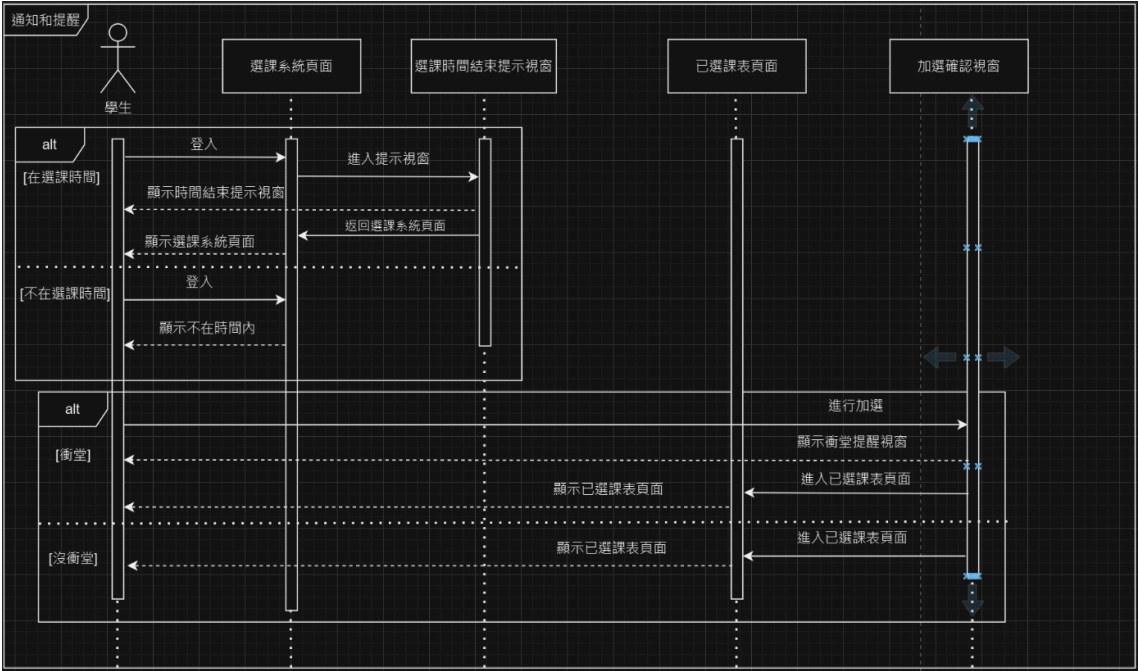 通知和提醒
學生
選課系統頁面
選課時間結束提示視窗
已選課表頁面
加選確認視窗
alt
[在選課時間]
登入
進入提示視窗
顯示時間結束提示視窗
返回選課系統頁面
顯示選課系統頁面
[不在選課時間]
登入
顯示不在時間內
alt
進行加選
[衝堂]
顯示衝堂提醒視窗
進入已選課表頁面
顯示已選課表頁面
[沒衝堂]
進入已選課表頁面
顯示已選課表頁面